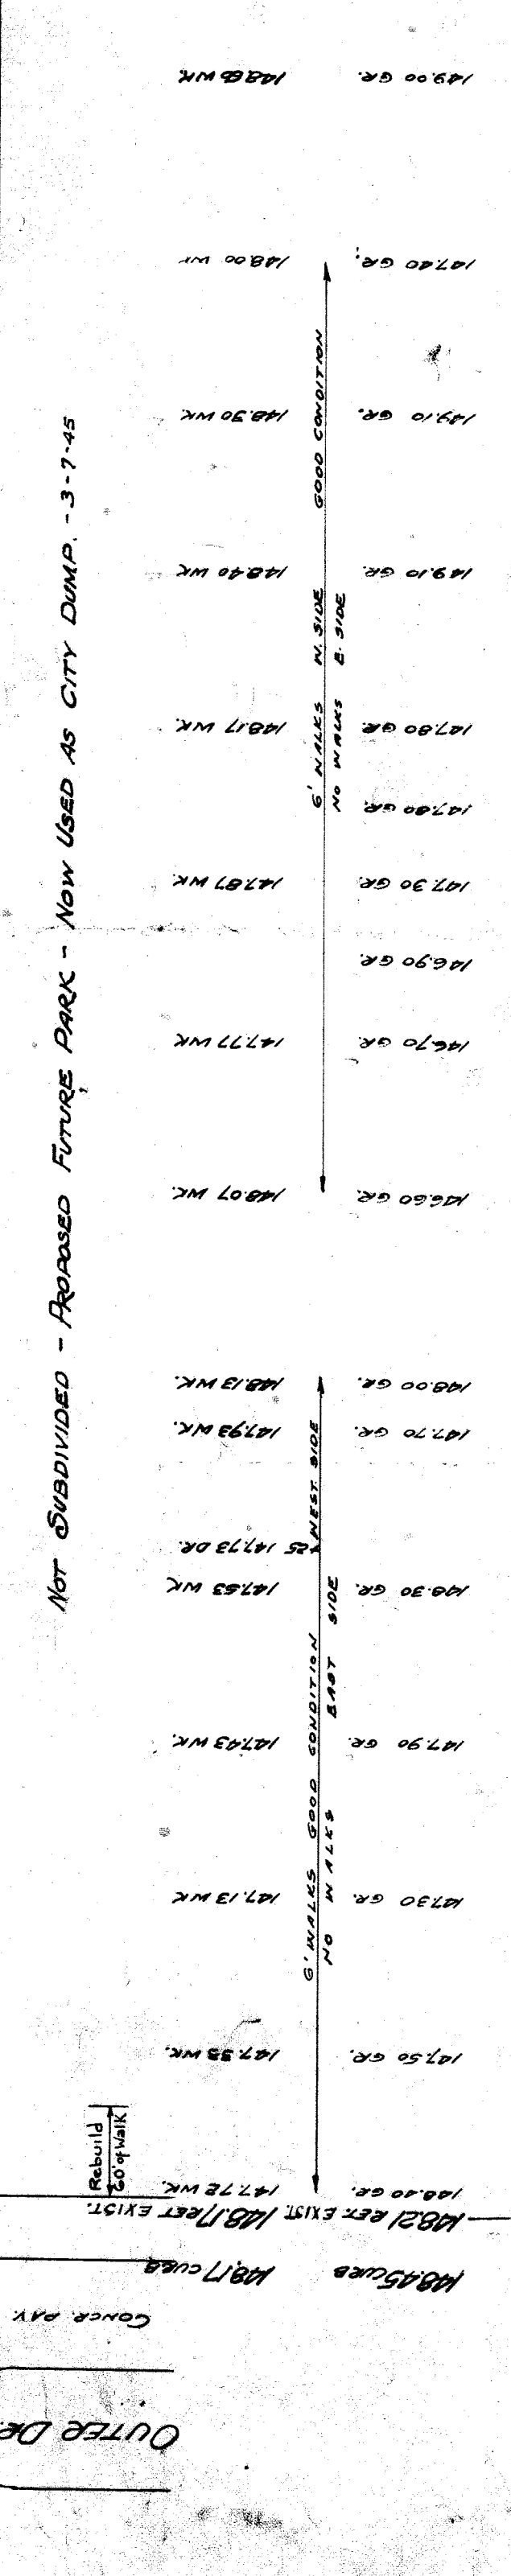 149.00 GR.
147.40 GR.
148.00 WK
149.10 GR.
148.30 WK
149.10 GR.
148.40 WK
147.80 GR.
148.17 WK.
147.80 GR.
147.30 GR.
147.87 WK.
146.90 GR.
146.70 GR.
147.77 WK
146.60 GR.
148.07 WK.
148.00 GR.
148.13 WK.
147.70 GR.
147.93 WK.
+25 147.73 DR.
148.30 GR.
147.53 WK
147.90 GR.
147.43 WK.
147.30 GR.
147.13 WK
147.50 GR.
147.33 WK.
148.40 GR.
147.72 WK.
148.21 RET. EXIST.
148.17 RET EXIST.
148.45 CURB
148.17 CURB
CONCR PAV.
OUTER DR
NOT SUBDIVIDED - PROPOSED FUTURE PARK - NOW USED AS CITY DUMP. - 3-7-45
6' WALKS W. SIDE GOOD CONDITION
NO WALKS E. SIDE
6' WALKS GOOD CONDITION WEST SIDE
NO WALKS EAST SIDE
Rebuild
60' of Walk